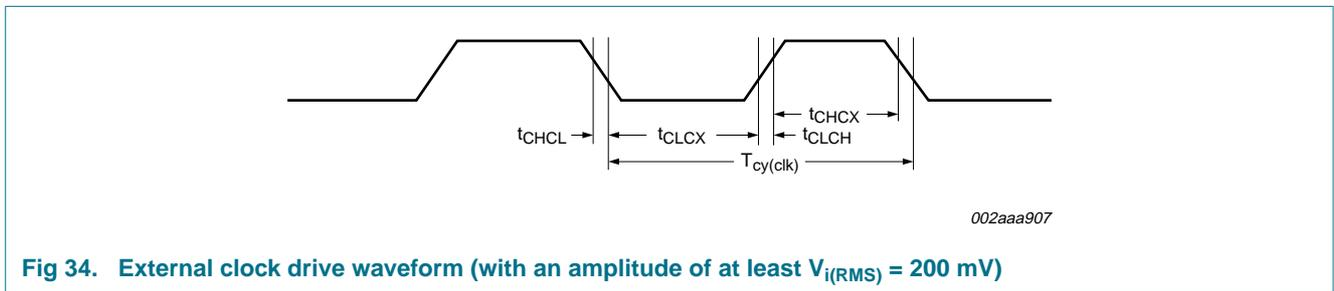 tCHCX
tCHCL tCLCX tCLCH
Tcy(clk)
002aaa907
Fig 34. External clock drive waveform (with an amplitude of at least Vi(RMS) = 200 mV)